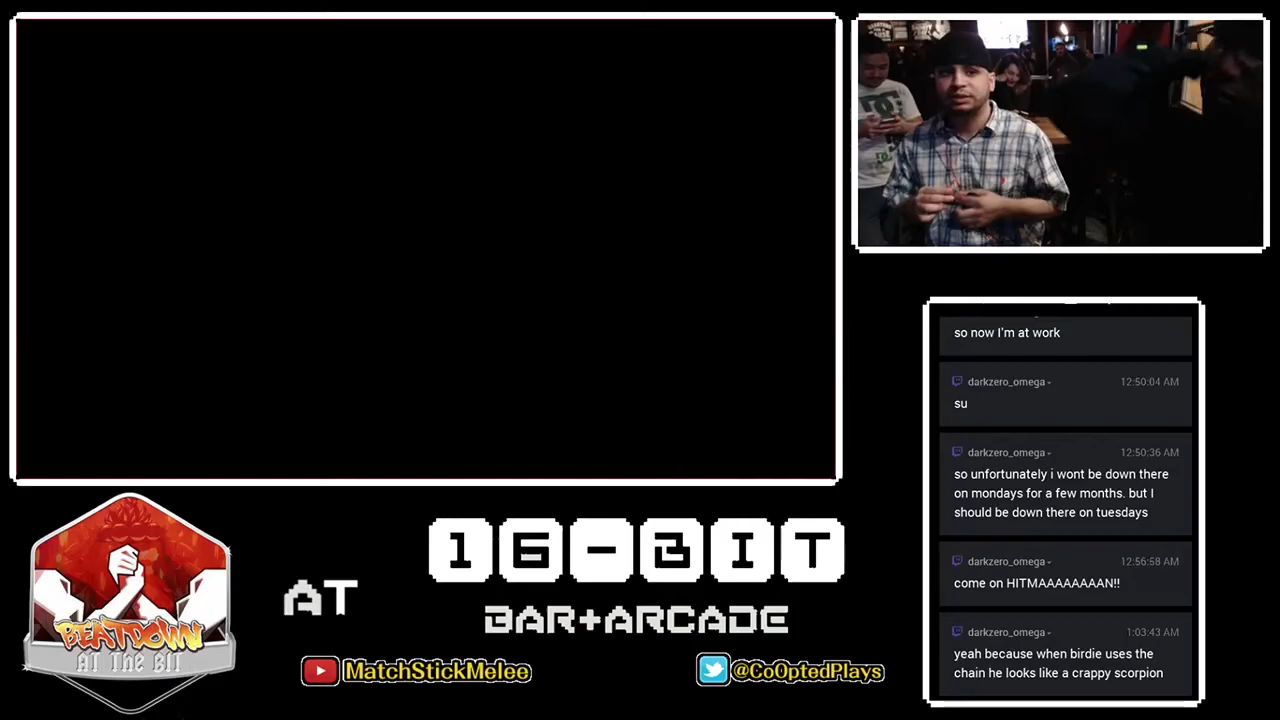 so now I'm at work
darkzero_omega
12:50:04 AM
su
darkzero_omega
12:50:36 AM
so unfortunately i wont be down there
on mondays for a few months. but I
should be down there on tuesdays
darkzero_omega
12:56:58 AM
come on HITMAAAAAAAAN!!
darkzero_omega
1:03:43 AM
yeah because when birdie uses the
chain he looks like a crappy scorpion
BEATDOWN
AT THE BIT
AT
16-BIT
BAR+ARCADE
MatchStickMelee
@CoOptedPlays